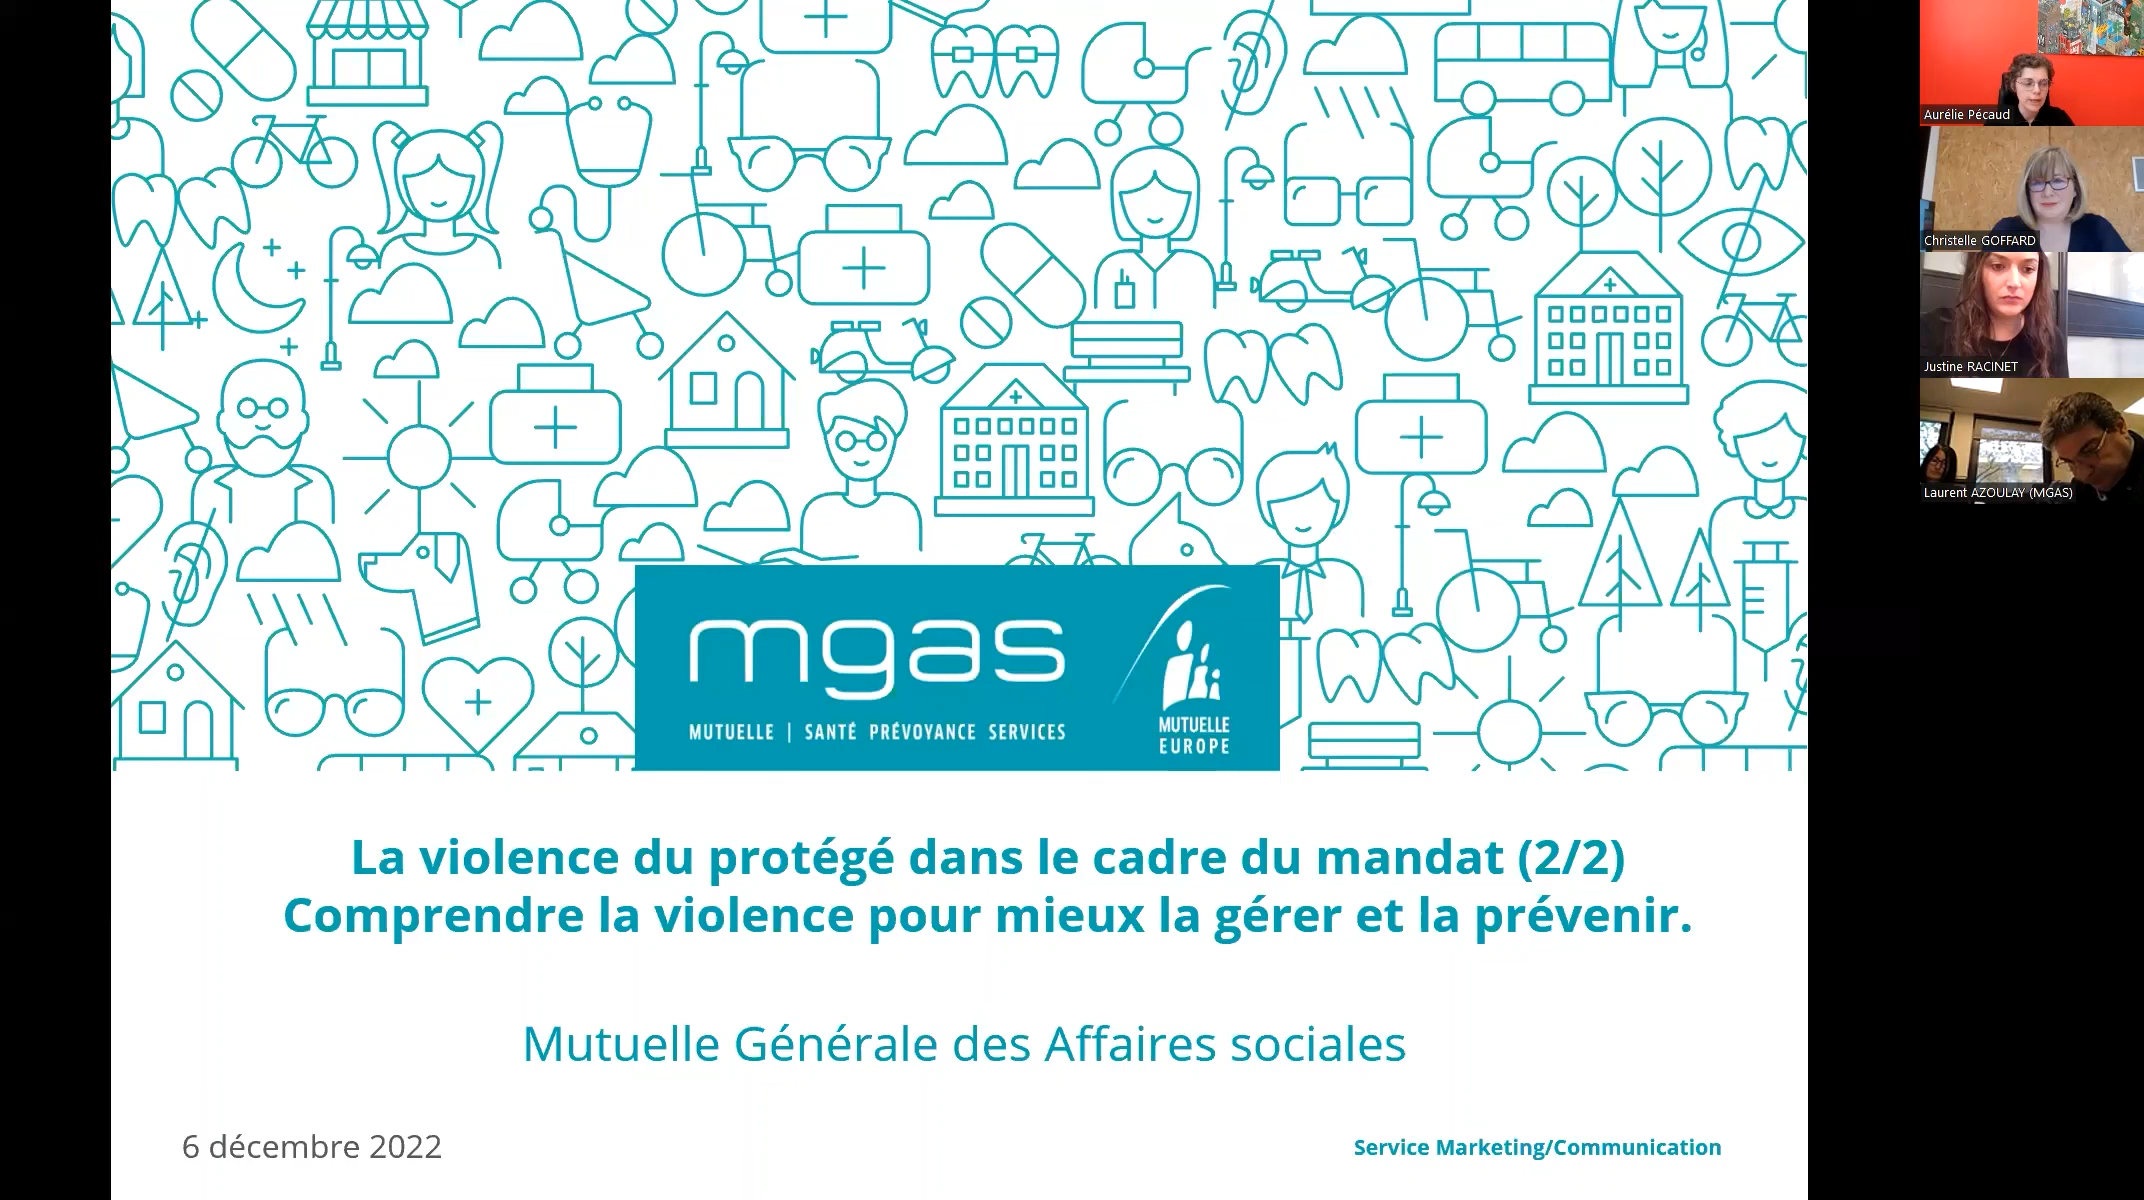 mgas
MUTUELLE | SANTÉ PRÉVOYANCE SERVICES
MUTUELLE
EUROPE
La violence du protégé dans le cadre du mandat (2/2)
Comprendre la violence pour mieux la gérer et la prévenir.
Mutuelle Générale des Affaires sociales
6 décembre 2022
Service Marketing/Communication
Aurélie Pécaud
Christelle GOFFARD
Justine RACINET
Laurent AZOULAY (MGAS)